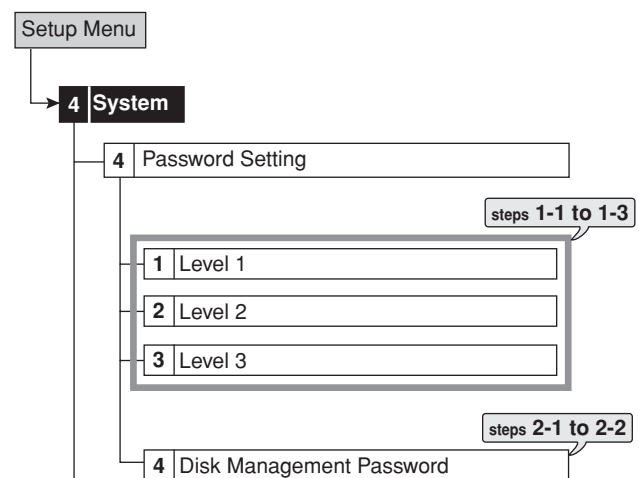 Setup Menu
4 System
4 Password Setting
steps 1-1 to 1-3
1 Level 1
2 Level 2
3 Level 3
steps 2-1 to 2-2
4 Disk Management Password